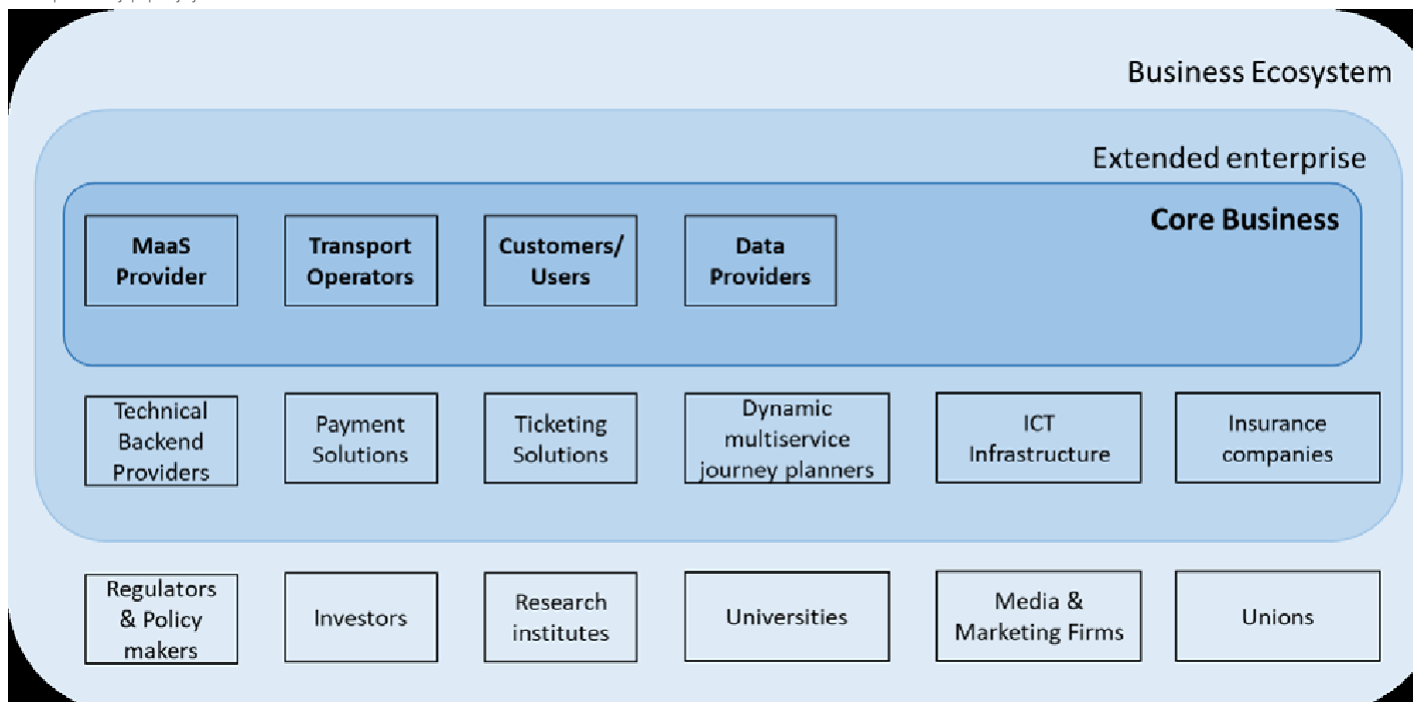 Business Ecosystem
Extended enterprise
Core Business
MaaS
Provider
Transport
Operators
Customers/
Users
Data
Providers
Technical
Backend
Providers
Payment
Solutions
Ticketing
Solutions
Dynamic
multiservice
journey planners
ICT
Infrastructure
Insurance
companies
Regulators
& Policy
makers
Investors
Research
institutes
Universities
Media &
Marketing Firms
Unions